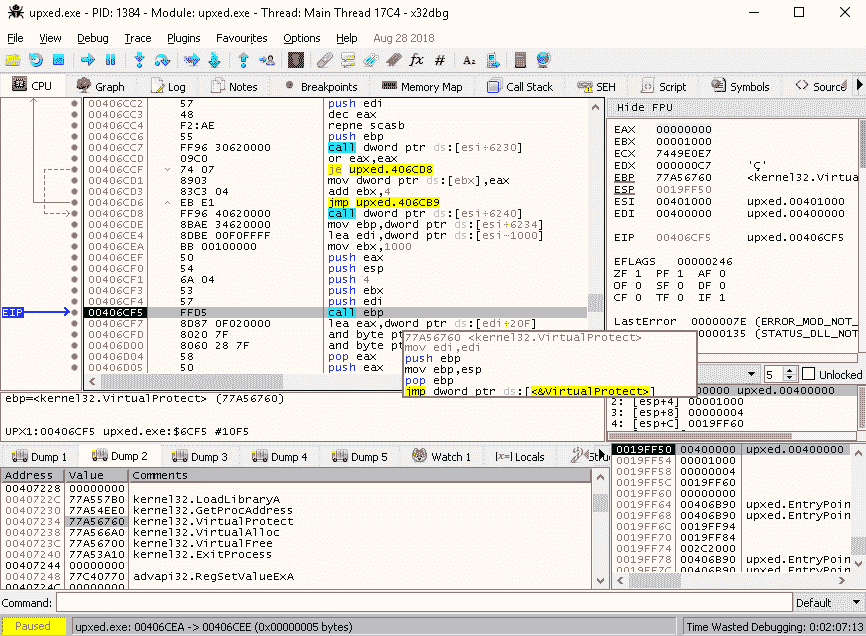 upxed.exe - PID: 1384 - Module: upxed.exe - Thread: Main Thread 17C4 - x32dbg
File View Debug Trace Plugins Favourites Options Help Aug 28 2018
CPU Graph Log Notes Breakpoints Memory Map Call Stack SEH Script Symbols Source
00406CC2 57 push edi
00406CC3 48 dec eax
00406CC4 F2:AE repne scasb
00406CC6 55 push ebp
00406CC7 FF96 30620000 call dword ptr ds:[esi+6230]
00406CCD 09C0 or eax,eax
00406CCF 74 07 je upxed.406CD8
00406CD1 8903 mov dword ptr ds:[ebx],eax
00406CD3 83C3 04 add ebx,4
00406CD6 EB E1 jmp upxed.406CB9
00406CD8 FF96 40620000 call dword ptr ds:[esi+6240]
00406CDE 8BAE 34620000 mov ebp,dword ptr ds:[esi+6234]
00406CE4 8DBE 00F0FFFF lea edi,dword ptr ds:[esi-1000]
00406CEA BB 00100000 mov ebx,1000
00406CEF 50 push eax
00406CF0 54 push esp
00406CF1 6A 04 push 4
00406CF3 53 push ebx
00406CF4 57 push edi
EIP 00406CF5 FFD5 call ebp
00406CF7 8D87 0F020000 lea eax,dword ptr ds:[edi+20F]
00406CFD 8020 7F and byte pt
00406D00 8060 28 7F and byte pt
00406D04 58 pop eax
00406D05 50 push eax
77A56760 <kernel32.VirtualProtect>
mov edi,edi
push ebp
mov ebp,esp
pop ebp
jmp dword ptr ds:[<&VirtualProtect>]
Hide FPU
EAX 00000000
EBX 00001000
ECX 7449E0E7
EDX 000000C7 'Ç'
EBP 77A56760 <kernel32.Virtua
ESP 0019FF50
ESI 00401000 upxed.00401000
EDI 00400000 upxed.00400000
EIP 00406CF5 upxed.00406CF5
EFLAGS 00000246
ZF 1 PF 1 AF 0
OF 0 SF 0 DF 0
CF 0 TF 0 IF 1
LastError 0000007E (ERROR_MOD_NOT_
0000135 (STATUS_DLL_NOT
5 Unlocked
00000 upxed.00400000
2: [esp+4] 00001000
3: [esp+8] 00000004
4: [esp+C] 0019FF60
ebp=<kernel32.VirtualProtect> (77A56760)
UPX1:00406CF5 upxed.exe:$6CF5 #10F5
Dump 1 Dump 2 Dump 3 Dump 4 Dump 5 Watch 1 Locals Stru
Address Value Comments
00407228 00000000
0040722C 77A557B0 kernel32.LoadLibraryA
00407230 77A54EE0 kernel32.GetProcAddress
00407234 77A56760 kernel32.VirtualProtect
00407238 77A566A0 kernel32.VirtualAlloc
0040723C 77A56700 kernel32.VirtualFree
00407240 77A53A10 kernel32.ExitProcess
00407244 00000000
00407248 77C40770 advapi32.RegSetValueExA
0040724C 00000000
0019FF50 00400000 upxed.00400000
0019FF54 00001000
0019FF58 00000004
0019FF5C 0019FF60
0019FF60 00000000
0019FF64 00406B90 upxed.EntryPoin
0019FF68 00406B90 upxed.EntryPoin
0019FF6C 0019FF94
0019FF70 0019FF84
0019FF74 002C2000
0019FF78 00406B90 upxed.EntryPoin
0019FF7C 00406B90 upxed.EntryPoin
Command: Default
Paused upxed.exe: 00406CEA -> 00406CEE (0x00000005 bytes) Time Wasted Debugging: 0:02:07:13